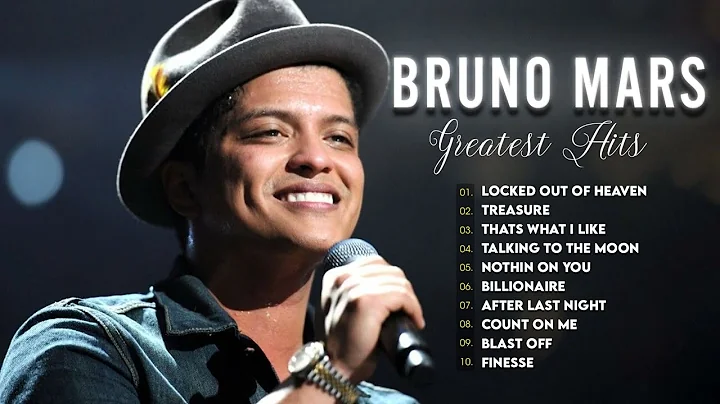 BRUNO MARS
Greatest Hits
01. LOCKED OUT OF HEAVEN
02. TREASURE
03. THATS WHAT I LIKE
04. TALKING TO THE MOON
05. NOTHIN ON YOU
06. BILLIONAIRE
07. AFTER LAST NIGHT
08. COUNT ON ME
09. BLAST OFF
10. FINESSE